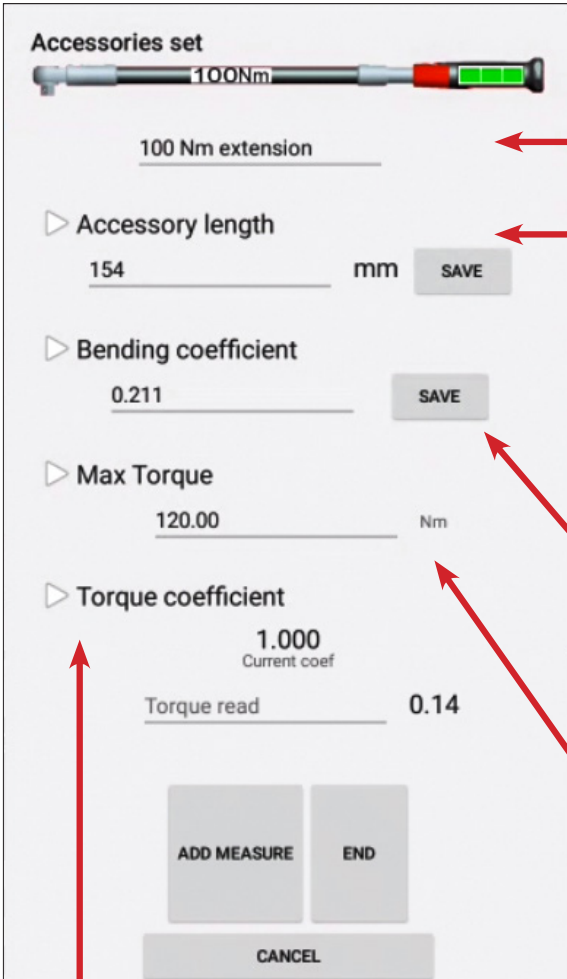 Accessories set
100Nm
100 Nm extension
Accessory length
154 mm SAVE
Bending coefficient
0.211 SAVE
Max Torque
120.00 Nm
Torque coefficient
1.000
Current coef
Torque read 0.14
ADD MEASURE END
CANCEL